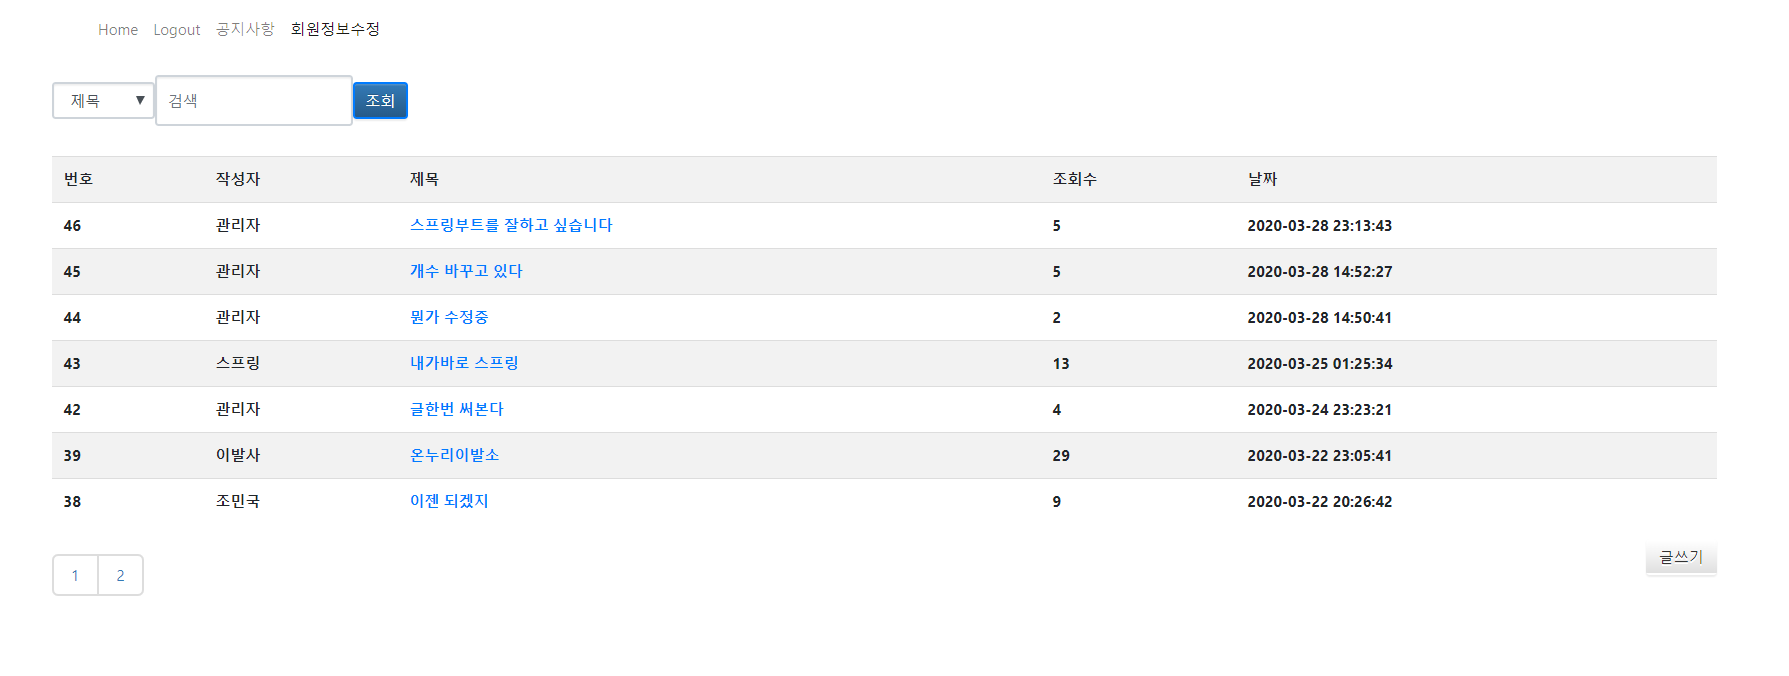 Home Logout 공지사항 회원정보수정
제목 ▼ 검색 조회
번호 작성자 제목 조회수 날짜
46 관리자 스프링부트를 잘하고 싶습니다 5 2020-03-28 23:13:43
45 관리자 개수 바꾸고 있다 5 2020-03-28 14:52:27
44 관리자 뭔가 수정중 2 2020-03-28 14:50:41
43 스프링 내가바로 스프링 13 2020-03-25 01:25:34
42 관리자 글한번 써본다 4 2020-03-24 23:23:21
39 이발사 온누리이발소 29 2020-03-22 23:05:41
38 조민국 이젠 되겠지 9 2020-03-22 20:26:42
1 2 글쓰기